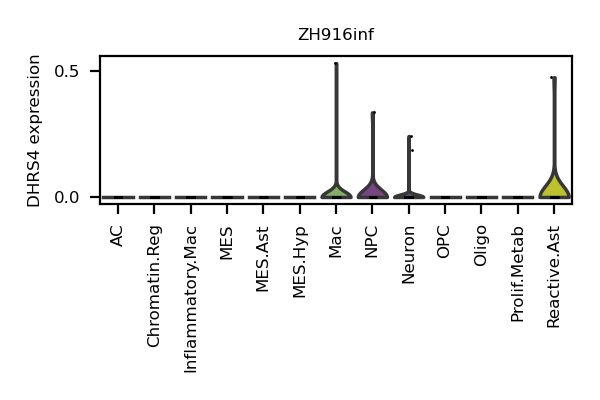 ZH916inf
DHRS4 expression
0.5
0.0
AC
Chromatin.Reg
Inflammatory.Mac
MES
MES.Ast
MES.Hyp
Mac
NPC
Neuron
OPC
Oligo
Prolif.Metab
Reactive.Ast